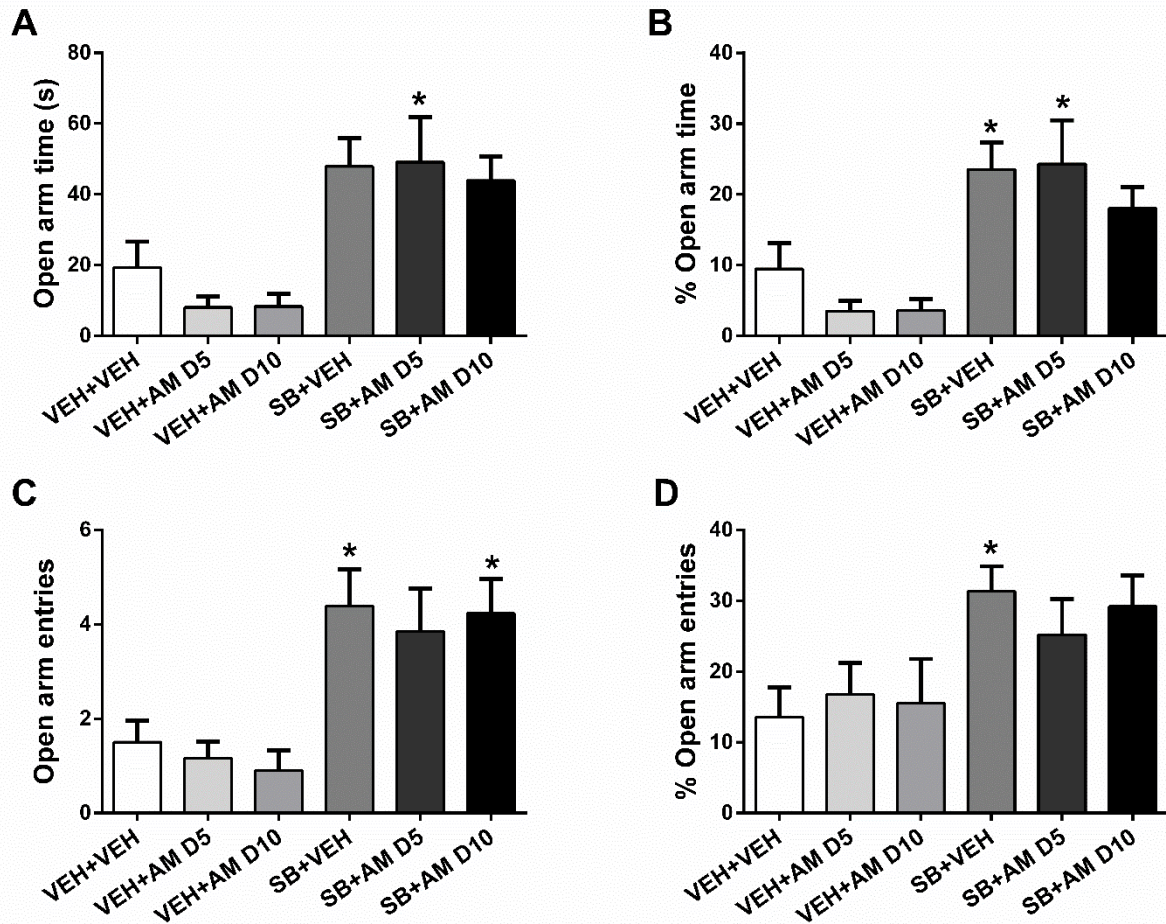 A
Open arm time (s)
80
60
40
20
0
*
VEH+VEH
VEH+AM D5
VEH+AM D10
SB+VEH
SB+AM D5
SB+AM D10
B
% Open arm time
40
30
20
10
0
*
*
VEH+VEH
VEH+AM D5
VEH+AM D10
SB+VEH
SB+AM D5
SB+AM D10
C
Open arm entries
6
4
2
0
*
*
VEH+VEH
VEH+AM D5
VEH+AM D10
SB+VEH
SB+AM D5
SB+AM D10
D
% Open arm entries
40
30
20
10
0
*
VEH+VEH
VEH+AM D5
VEH+AM D10
SB+VEH
SB+AM D5
SB+AM D10